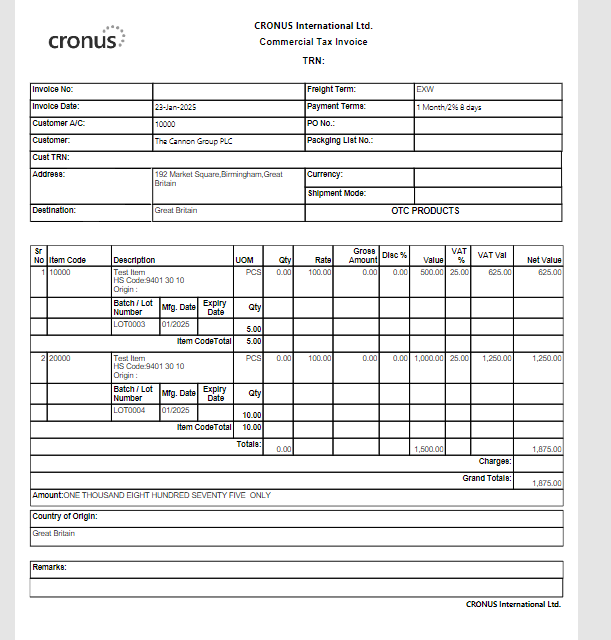 cronus
CRONUS International Ltd.
Commercial Tax Invoice
TRN:
Invoice No: Freight Term: EXW
Invoice Date: 23-Jan-2025 Payment Terms: 1 Month/2% 8 days
Customer A/C: 10000 PO No.:
Customer: The Cannon Group PLC Packging List No.:
Cust TRN:
Address: 192 Market Square,Birmingham,Great Britain Currency:
Shipment Mode:
Destination: Great Britain OTC PRODUCTS
Sr No Item Code Description UOM Qty Rate Gross Amount Disc % Value VAT % VAT Val Net Value
1 10000 Test Item PCS 0.00 100.00 0.00 0.00 500.00 25.00 625.00 625.00
HS Code:9401 30 10
Origin :
Batch / Lot Number Mfg. Date Expiry Date Qty
LOT0003 01/2025 5.00
Item CodeTotal 5.00
2 20000 Test Item PCS 0.00 100.00 0.00 0.00 1,000.00 25.00 1,250.00 1,250.00
HS Code:9401 30 10
Origin :
Batch / Lot Number Mfg. Date Expiry Date Qty
LOT0004 01/2025 10.00
Item CodeTotal 10.00
Totals: 0.00 1,500.00 1,875.00
Charges:
Grand Totals: 1,875.00
Amount:ONE THOUSAND EIGHT HUNDRED SEVENTY FIVE ONLY
Country of Origin:
Great Britain
Remarks:
CRONUS International Ltd.